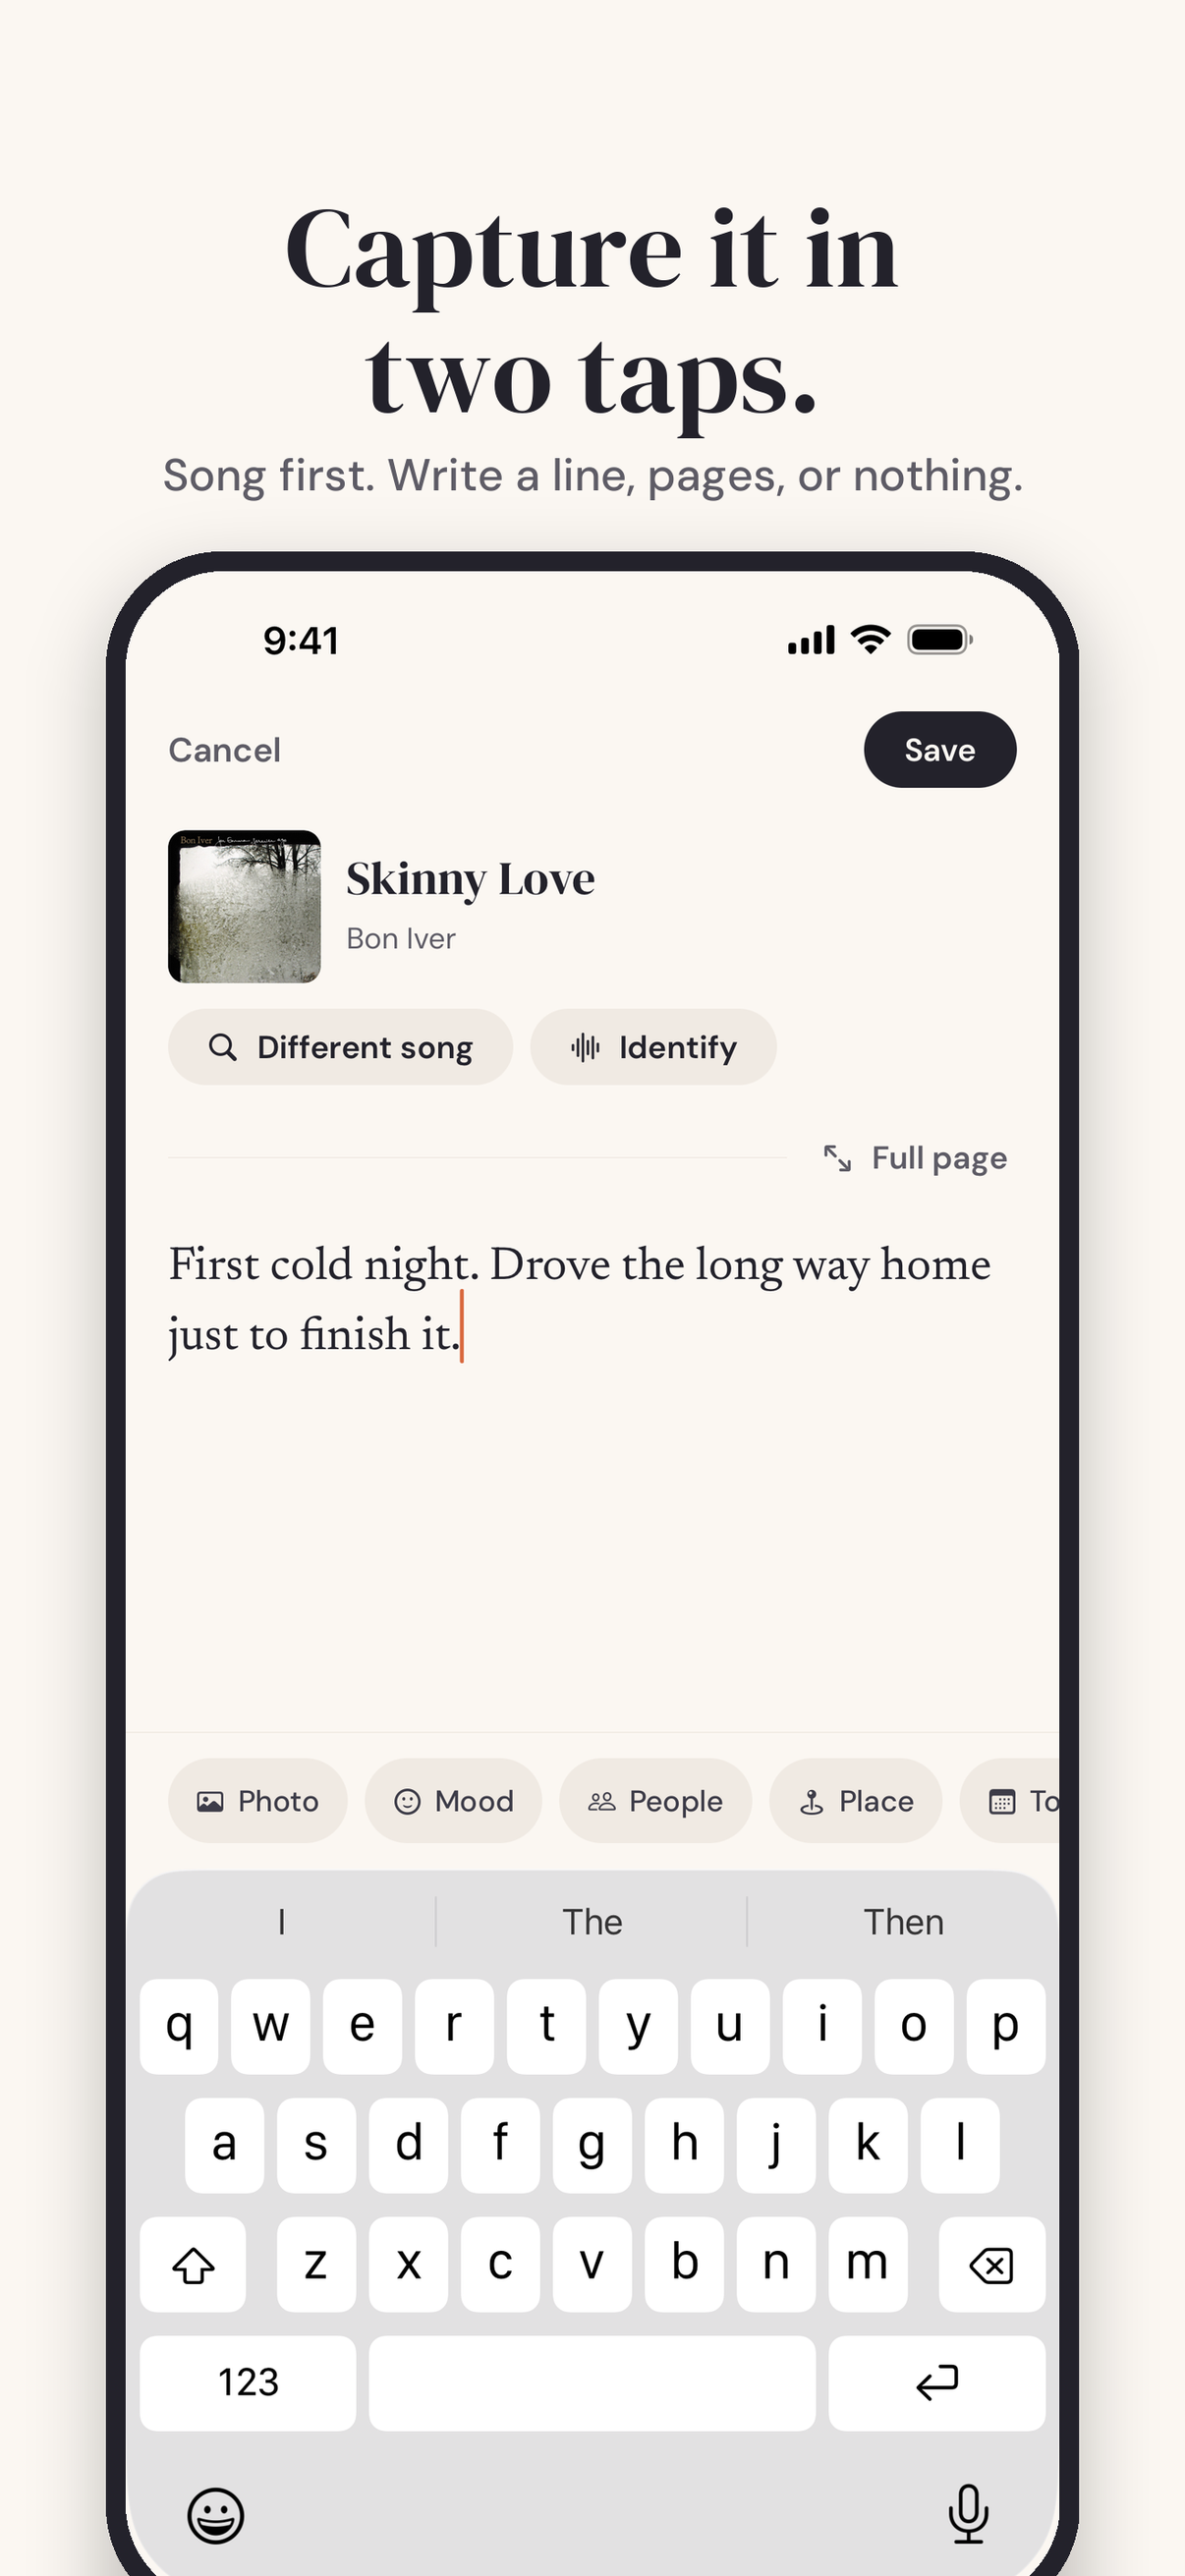 Capture it in
two taps.
Song first. Write a line, pages, or nothing.
9:41
Cancel
Save
Bon Iver
Skinny Love
Bon Iver
Different song
Identify
Full page
First cold night. Drove the long way home
just to finish it.
Photo
Mood
People
Place
To
I
The
Then
q w e r t y u i o p
a s d f g h j k l
z x c v b n m
123